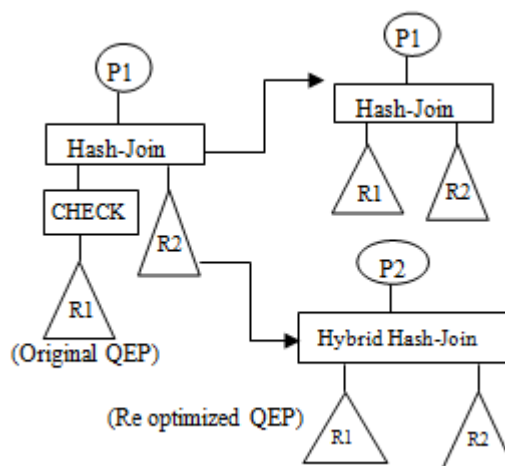 P1
Hash-Join
CHECK
R1
R2
(Original QEP)
P1
Hash-Join
R1
R2
P2
Hybrid Hash-Join
R1
R2
(Re optimized QEP)